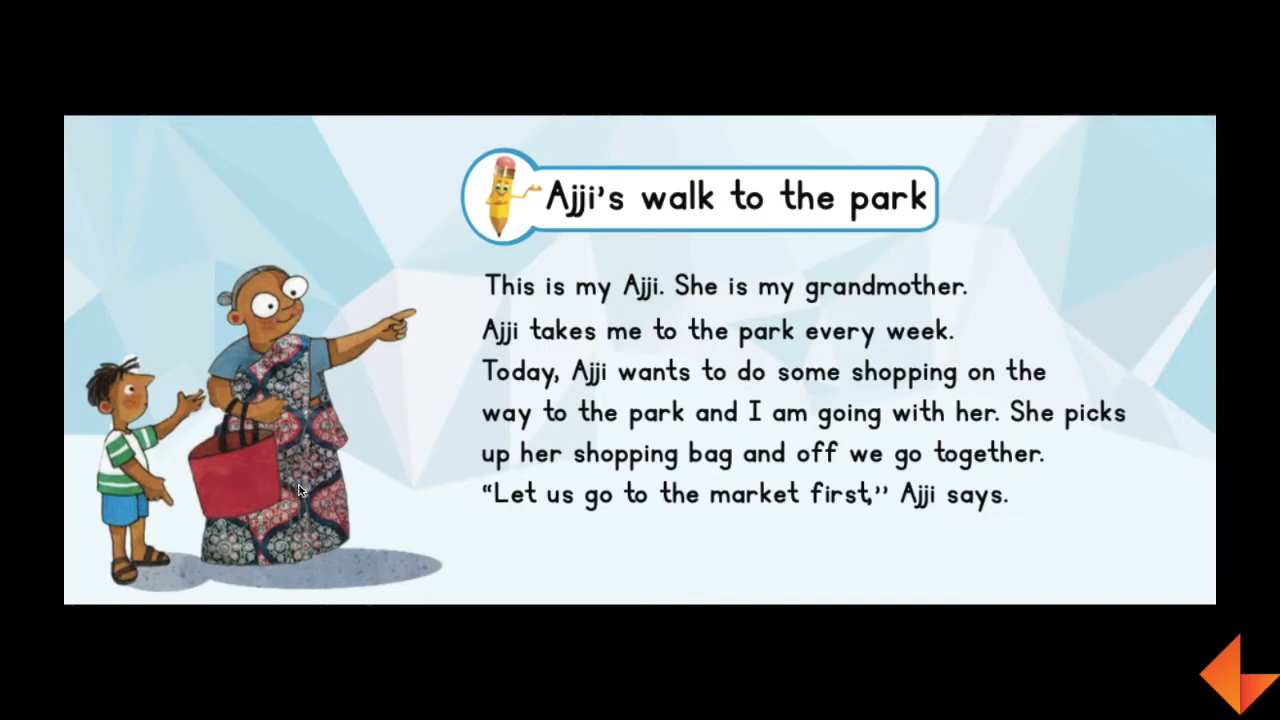 Ajji's walk to the park
This is my Ajji. She is my grandmother.
Ajji takes me to the park every week.
Today, Ajji wants to do some shopping on the
way to the park and I am going with her. She picks
up her shopping bag and off we go together.
“Let us go to the market first,’’ Ajji says.